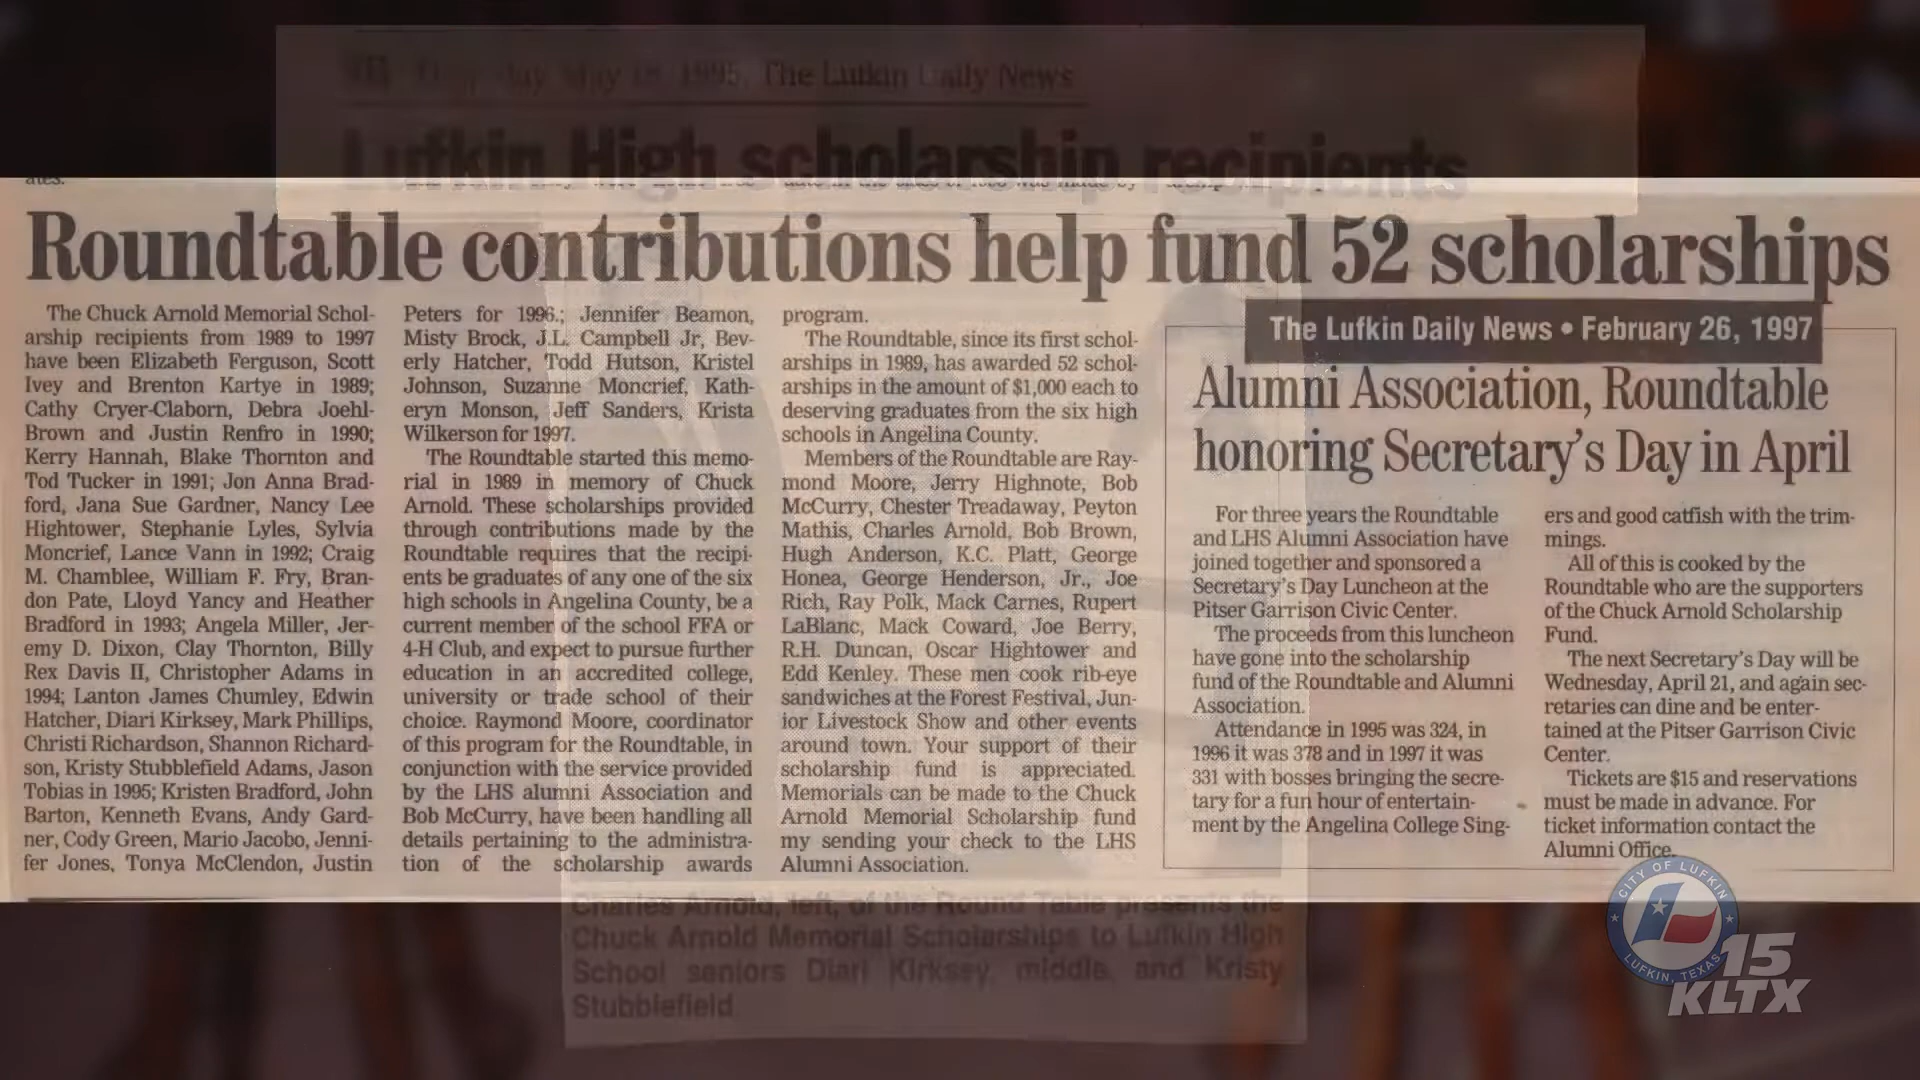 The Lufkin Daily News
Lufkin High scholarship recipients
ates.
Roundtable contributions help fund 52 scholarships
The Chuck Arnold Memorial Schol-
arship recipients from 1989 to 1997
have been Elizabeth Ferguson, Scott
Ivey and Brenton Kartye in 1989;
Cathy Cryer-Claborn, Debra Joehl-
Brown and Justin Renfro in 1990;
Kerry Hannah, Blake Thornton and
Tod Tucker in 1991; Jon Anna Brad-
ford, Jana Sue Gardner, Nancy Lee
Hightower, Stephanie Lyles, Sylvia
Moncrief, Lance Vann in 1992; Craig
M. Chamblee, William F. Fry, Bran-
don Pate, Lloyd Yancy and Heather
Bradford in 1993; Angela Miller, Jer-
emy D. Dixon, Clay Thornton, Billy
Rex Davis II, Christopher Adams in
1994; Lanton James Chumley, Edwin
Hatcher, Diari Kirksey, Mark Phillips,
Christi Richardson, Shannon Richard-
son, Kristy Stubblefield Adams, Jason
Tobias in 1995; Kristen Bradford, John
Barton, Kenneth Evans, Andy Gard-
ner, Cody Green, Mario Jacobo, Jenni-
fer Jones, Tonya McClendon, Justin
Peters for 1996.; Jennifer Beamon,
Misty Brock, J.L. Campbell Jr, Bev-
erly Hatcher, Todd Hutson, Kristel
Johnson, Suzanne Moncrief, Kath-
eryn Monson, Jeff Sanders, Krista
Wilkerson for 1997.
The Roundtable started this memo-
rial in 1989 in memory of Chuck
Arnold. These scholarships provided
through contributions made by the
Roundtable requires that the recipi-
ents be graduates of any one of the six
high schools in Angelina County, be a
current member of the school FFA or
4-H Club, and expect to pursue further
education in an accredited college,
university or trade school of their
choice. Raymond Moore, coordinator
of this program for the Roundtable, in
conjunction with the service provided
by the LHS alumni Association and
Bob McCurry, have been handling all
details pertaining to the administra-
tion of the scholarship awards
program.
The Roundtable, since its first schol-
arships in 1989, has awarded 52 schol-
arships in the amount of $1,000 each to
deserving graduates from the six high
schools in Angelina County.
Members of the Roundtable are Ray-
mond Moore, Jerry Highnote, Bob
McCurry, Chester Treadaway, Peyton
Mathis, Charles Arnold, Bob Brown,
Hugh Anderson, K.C. Platt, George
Honea, George Henderson, Jr., Joe
Rich, Ray Polk, Mack Carnes, Rupert
LaBlanc, Mack Coward, Joe Berry,
R.H. Duncan, Oscar Hightower and
Edd Kenley. These men cook rib-eye
sandwiches at the Forest Festival, Jun-
ior Livestock Show and other events
around town. Your support of their
scholarship fund is appreciated.
Memorials can be made to the Chuck
Arnold Memorial Scholarship fund
my sending your check to the LHS
Alumni Association.
The Lufkin Daily News • February 26, 1997
Alumni Association, Roundtable
honoring Secretary's Day in April
For three years the Roundtable
and LHS Alumni Association have
joined together and sponsored a
Secretary's Day Luncheon at the
Pitser Garrison Civic Center.
The proceeds from this luncheon
have gone into the scholarship
fund of the Roundtable and Alumni
Association.
Attendance in 1995 was 324, in
1996 it was 378 and in 1997 it was
331 with bosses bringing the secre-
tary for a fun hour of entertain-
ment by the Angelina College Sing-
ers and good catfish with the trim-
mings.
All of this is cooked by the
Roundtable who are the supporters
of the Chuck Arnold Scholarship
Fund.
The next Secretary's Day will be
Wednesday, April 21, and again sec-
retaries can dine and be enter-
tained at the Pitser Garrison Civic
Center.
Tickets are $15 and reservations
must be made in advance. For
ticket information contact the
Alumni Office.
Charles Arnold, left, of the Round Table presents the
Chuck Arnold Memorial Scholarships to Lufkin High
School seniors Diari Kirksey, middle, and Kristy
Stubblefield
CITY OF LUFKIN
LUFKIN, TEXAS
15
KLTX